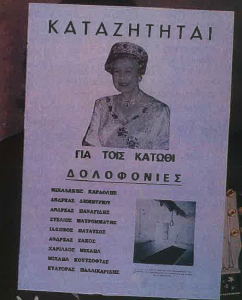 ΚΑΤΑΖΗΤΗΤΑΙ
ΓΙΑ ΤΟΙΣ ΚΑΤΩΘΙ
ΔΟΛΟΦΟΝΙΕΣ
ΜΙΧΑΛΑΚΗΣ ΚΑΡΑΟΛΗΣ
ΑΝΔΡΕΑΣ ΔΗΜΗΤΡΙΟΥ
ΑΝΔΡΕΑΣ ΠΑΝΑΓΙΔΗΣ
ΣΤΕΛΙΟΣ ΜΑΥΡΟΜΜΑΤΗΣ
ΙΑΚΩΒΟΣ ΠΑΤΑΤΣΟΣ
ΑΝΔΡΕΑΣ ΖΑΚΟΣ
ΧΑΡΙΛΑΟΣ ΜΙΧΑΗΛ
ΜΙΧΑΗΛ ΚΟΥΤΣΟΦΤΑΣ
ΕΥΑΓΟΡΑΣ ΠΑΛΛΗΚΑΡΙΔΗΣ